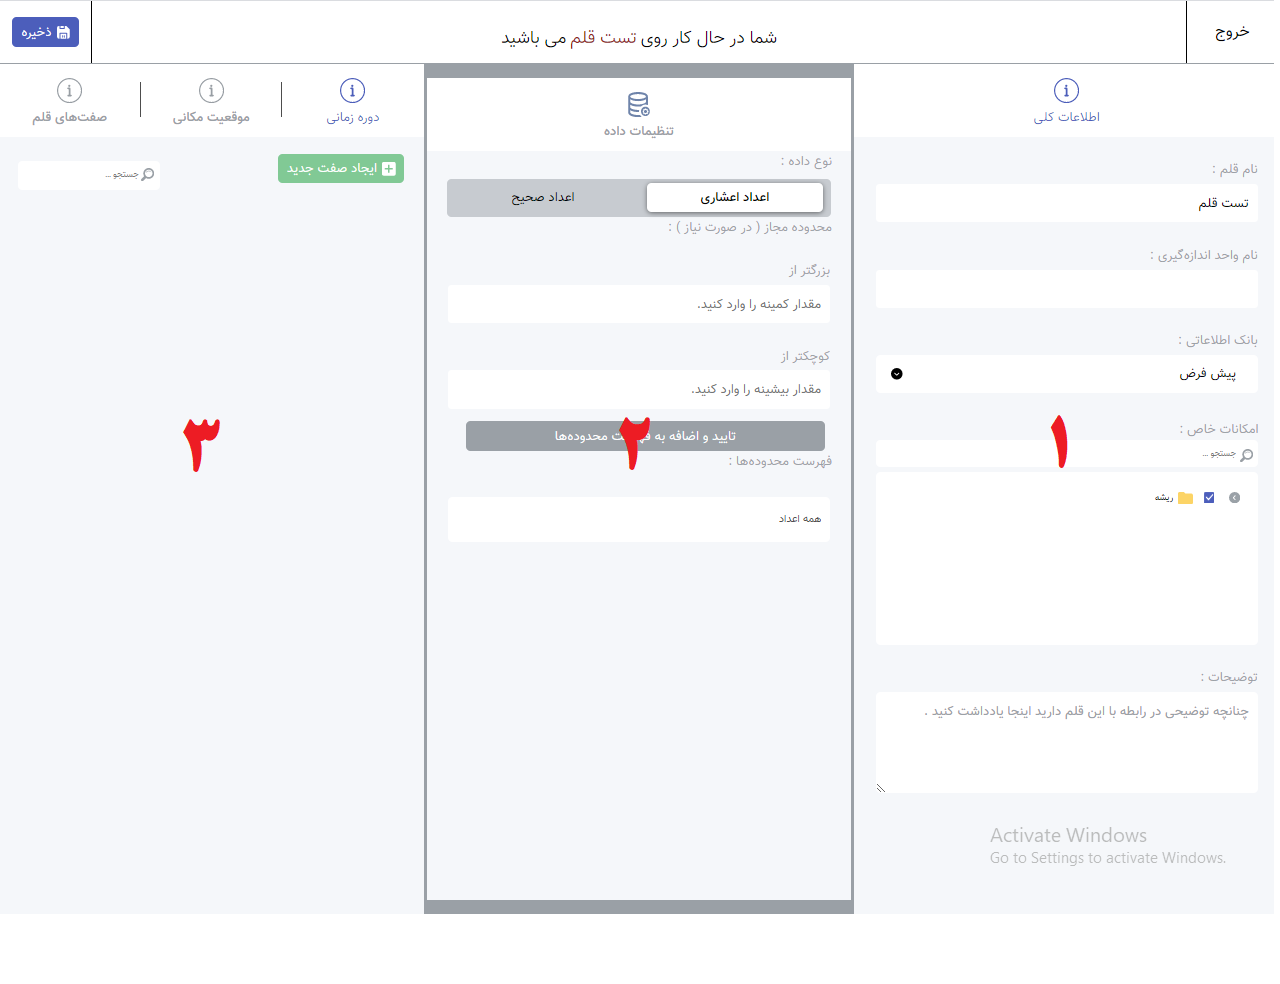 خروج
شما در حال کار روی تست قلم می باشید
ذخیره
اطلاعات کلی
نام قلم :
تست قلم
نام واحد اندازه‌گیری :
بانک اطلاعاتی :
پیش فرض
۱
امکانات خاص :
جستجو ...
ریشه
توضیحات :
چنانچه توضیحی در رابطه با این قلم دارید اینجا یادداشت کنید .
Activate Windows
Go to Settings to activate Windows.
تنظیمات داده
نوع داده :
اعداد اعشاری
اعداد صحیح
محدوده مجاز ( در صورت نیاز ) :
بزرگتر از
مقدار کمینه را وارد کنید.
کوچکتر از
مقدار بیشینه را وارد کنید.
۲
تایید و اضافه به فهرست محدوده‌ها
فهرست محدوده‌ها :
همه اعداد
دوره زمانی
موقعیت مکانی
صفت‌های قلم
ایجاد صفت جدید
جستجو ...
۳